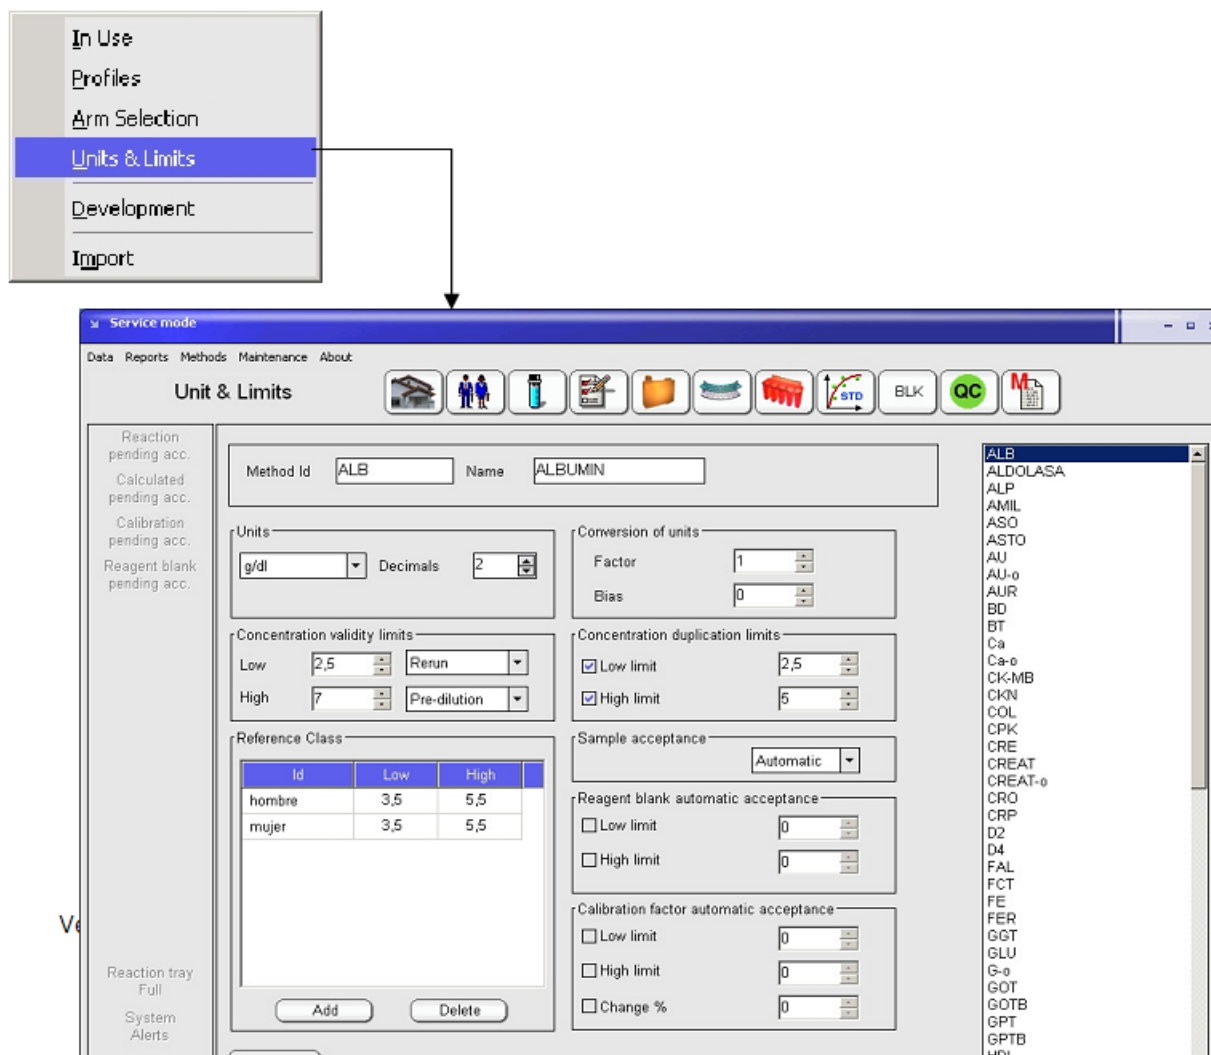 In Use
Profiles
Arm Selection
Units & Limits
Development
Import
Service mode
Data Reports Methods Maintenance About
Unit & Limits
STD
BLK
QC
M
Reaction
pending acc.
Calculated
pending acc.
Calibration
pending acc.
Reagent blank
pending acc.
Reaction tray
Full
System
Alerts
Method Id ALB Name ALBUMIN
Units
g/dl Decimals 2
Conversion of units
Factor 1
Bias 0
Concentration validity limits
Low 2,5 Rerun
High 7 Pre-dilution
Concentration duplication limits
Low limit 2,5
High limit 5
Reference Class
Id Low High
hombre 3,5 5,5
mujer 3,5 5,5
Add Delete
Sample acceptance
Automatic
Reagent blank automatic acceptance
Low limit 0
High limit 0
Calibration factor automatic acceptance
Low limit 0
High limit 0
Change % 0
ALB
ALDOLASA
ALP
AMIL
ASO
ASTO
AU
AU-o
AUR
BD
BT
Ca
Ca-o
CK-MB
CKN
COL
CPK
CRE
CREAT
CREAT-o
CRO
CRP
D2
D4
FAL
FCT
FE
FER
GGT
GLU
G-o
GOT
GOTB
GPT
GPTB
Ve